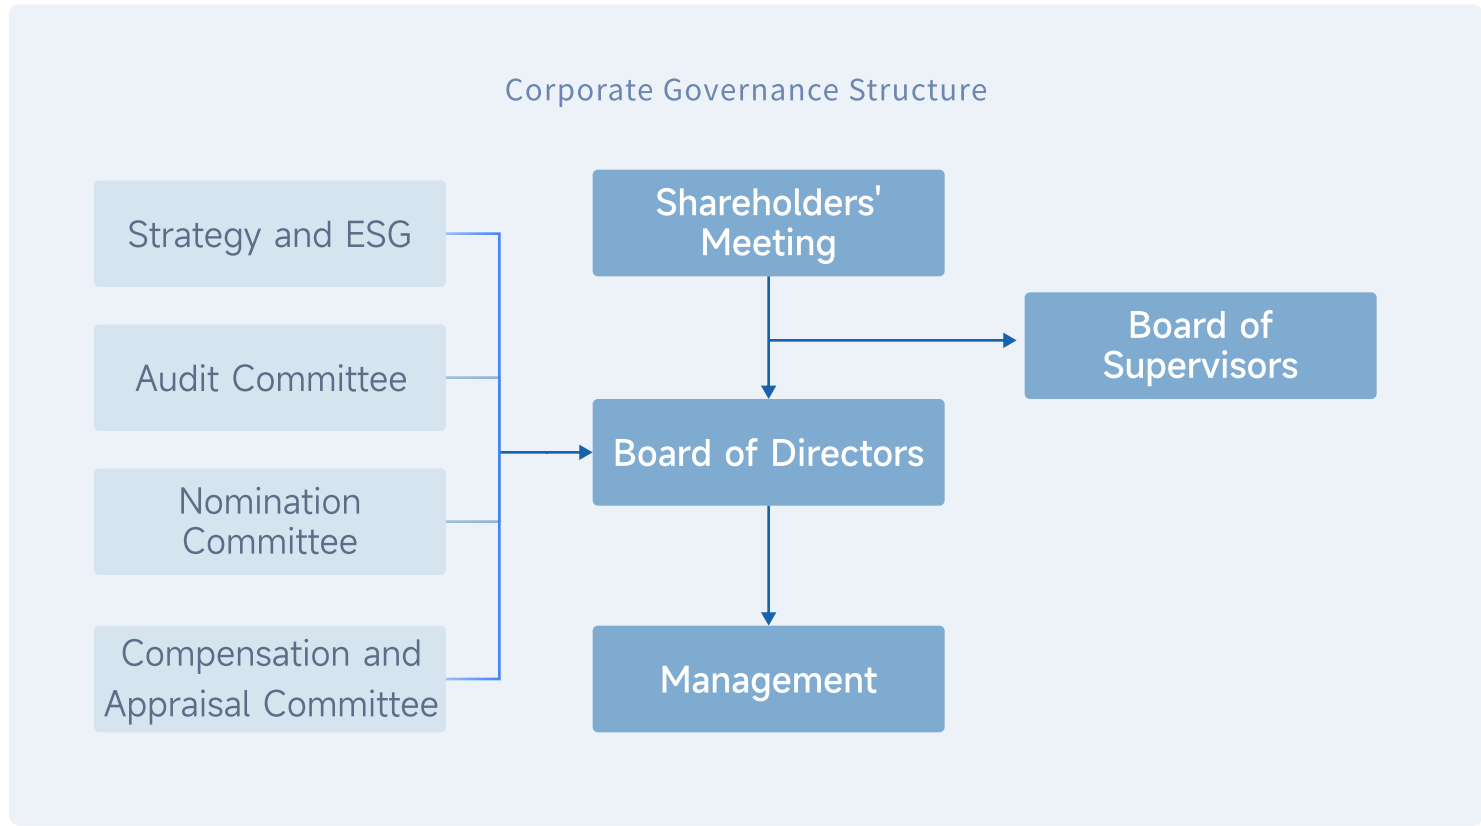 Corporate Governance Structure
Strategy and ESG
Audit Committee
Nomination
Committee
Compensation and
Appraisal Committee
Shareholders'
Meeting
Board of Directors
Management
Board of
Supervisors